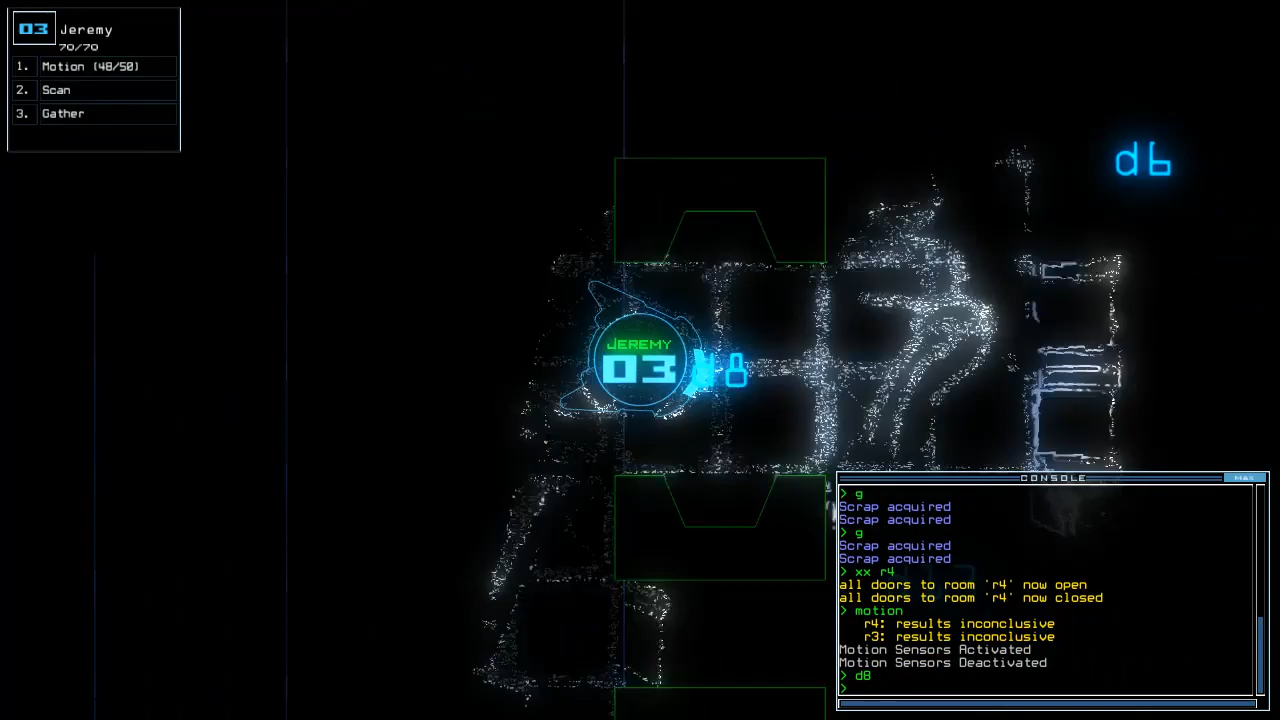 03 Jeremy
70/70
1. Motion (48/50)
2. Scan
3. Gather
d6
JEREMY
03
8
CONSOLE
MAX
> g
Scrap acquired
Scrap acquired
> g
Scrap acquired
Scrap acquired
> xx r4
all doors to room 'r4' now open
all doors to room 'r4' now closed
> motion
r4: results inconclusive
r3: results inconclusive
Motion Sensors Activated
Motion Sensors Deactivated
> d8
>